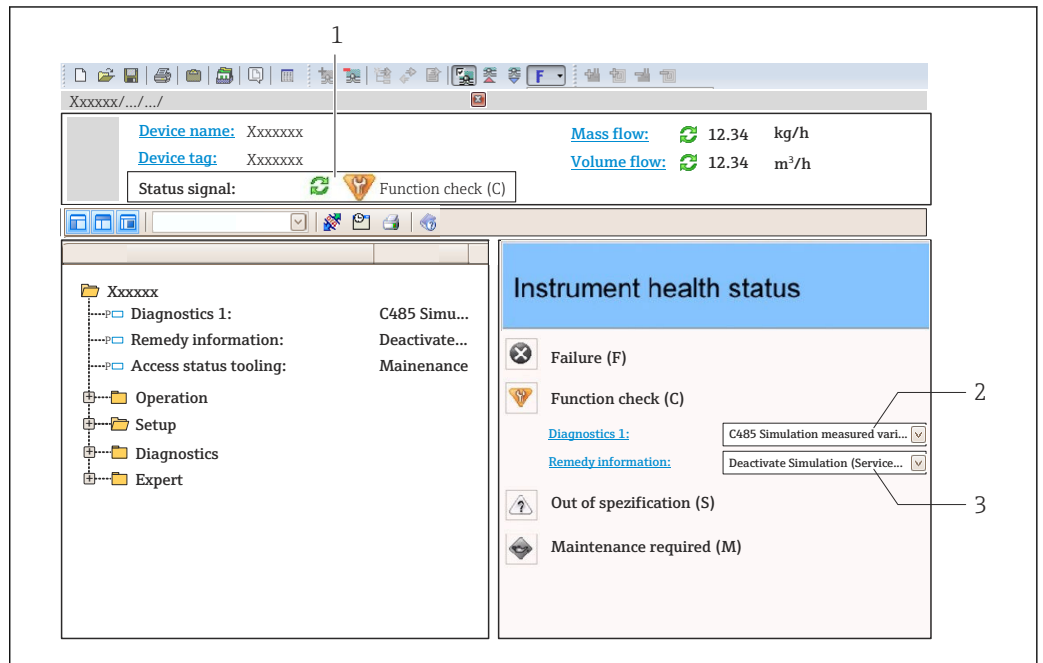 1
F
Xxxxxx/.../.../
Device name: Xxxxxxx
Mass flow: 12.34 kg/h
Device tag: Xxxxxxx
Volume flow: 12.34 m³/h
Status signal: Function check (C)
Xxxxxx
Diagnostics 1: C485 Simu...
Remedy information: Deactivate...
Access status tooling: Mainenance
Operation
Setup
Diagnostics
Expert
Instrument health status
Failure (F)
Function check (C)
2
Diagnostics 1: C485 Simulation measured vari...
Remedy information: Deactivate Simulation (Service...
Out of spezification (S)
3
Maintenance required (M)